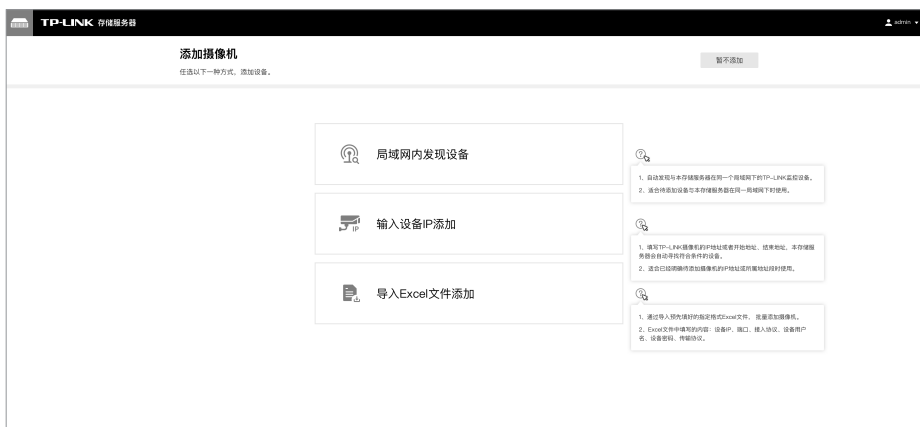 TP-LINK 存储服务器
admin
添加摄像机
任选以下一种方式，添加设备。
暂不添加
局域网内发现设备
1、自动发现与本存储服务器在同一个局域网下的TP-LINK监控设备。
2、适合待添加设备与本存储服务器在同一局域网下时使用。
IP
输入设备IP添加
1、填写TP-LINK摄像机的IP地址或者开始地址、结束地址，本存储服
务器会自动寻找符合条件的设备。
2、适合已经明确待添加摄像机的IP地址或所属地址段时使用。
导入Excel文件添加
1、通过导入预先填好的指定格式Excel文件，批量添加摄像机。
2、Excel文件中填写的内容：设备IP、端口、接入协议、设备用户
名、设备密码、传输协议。